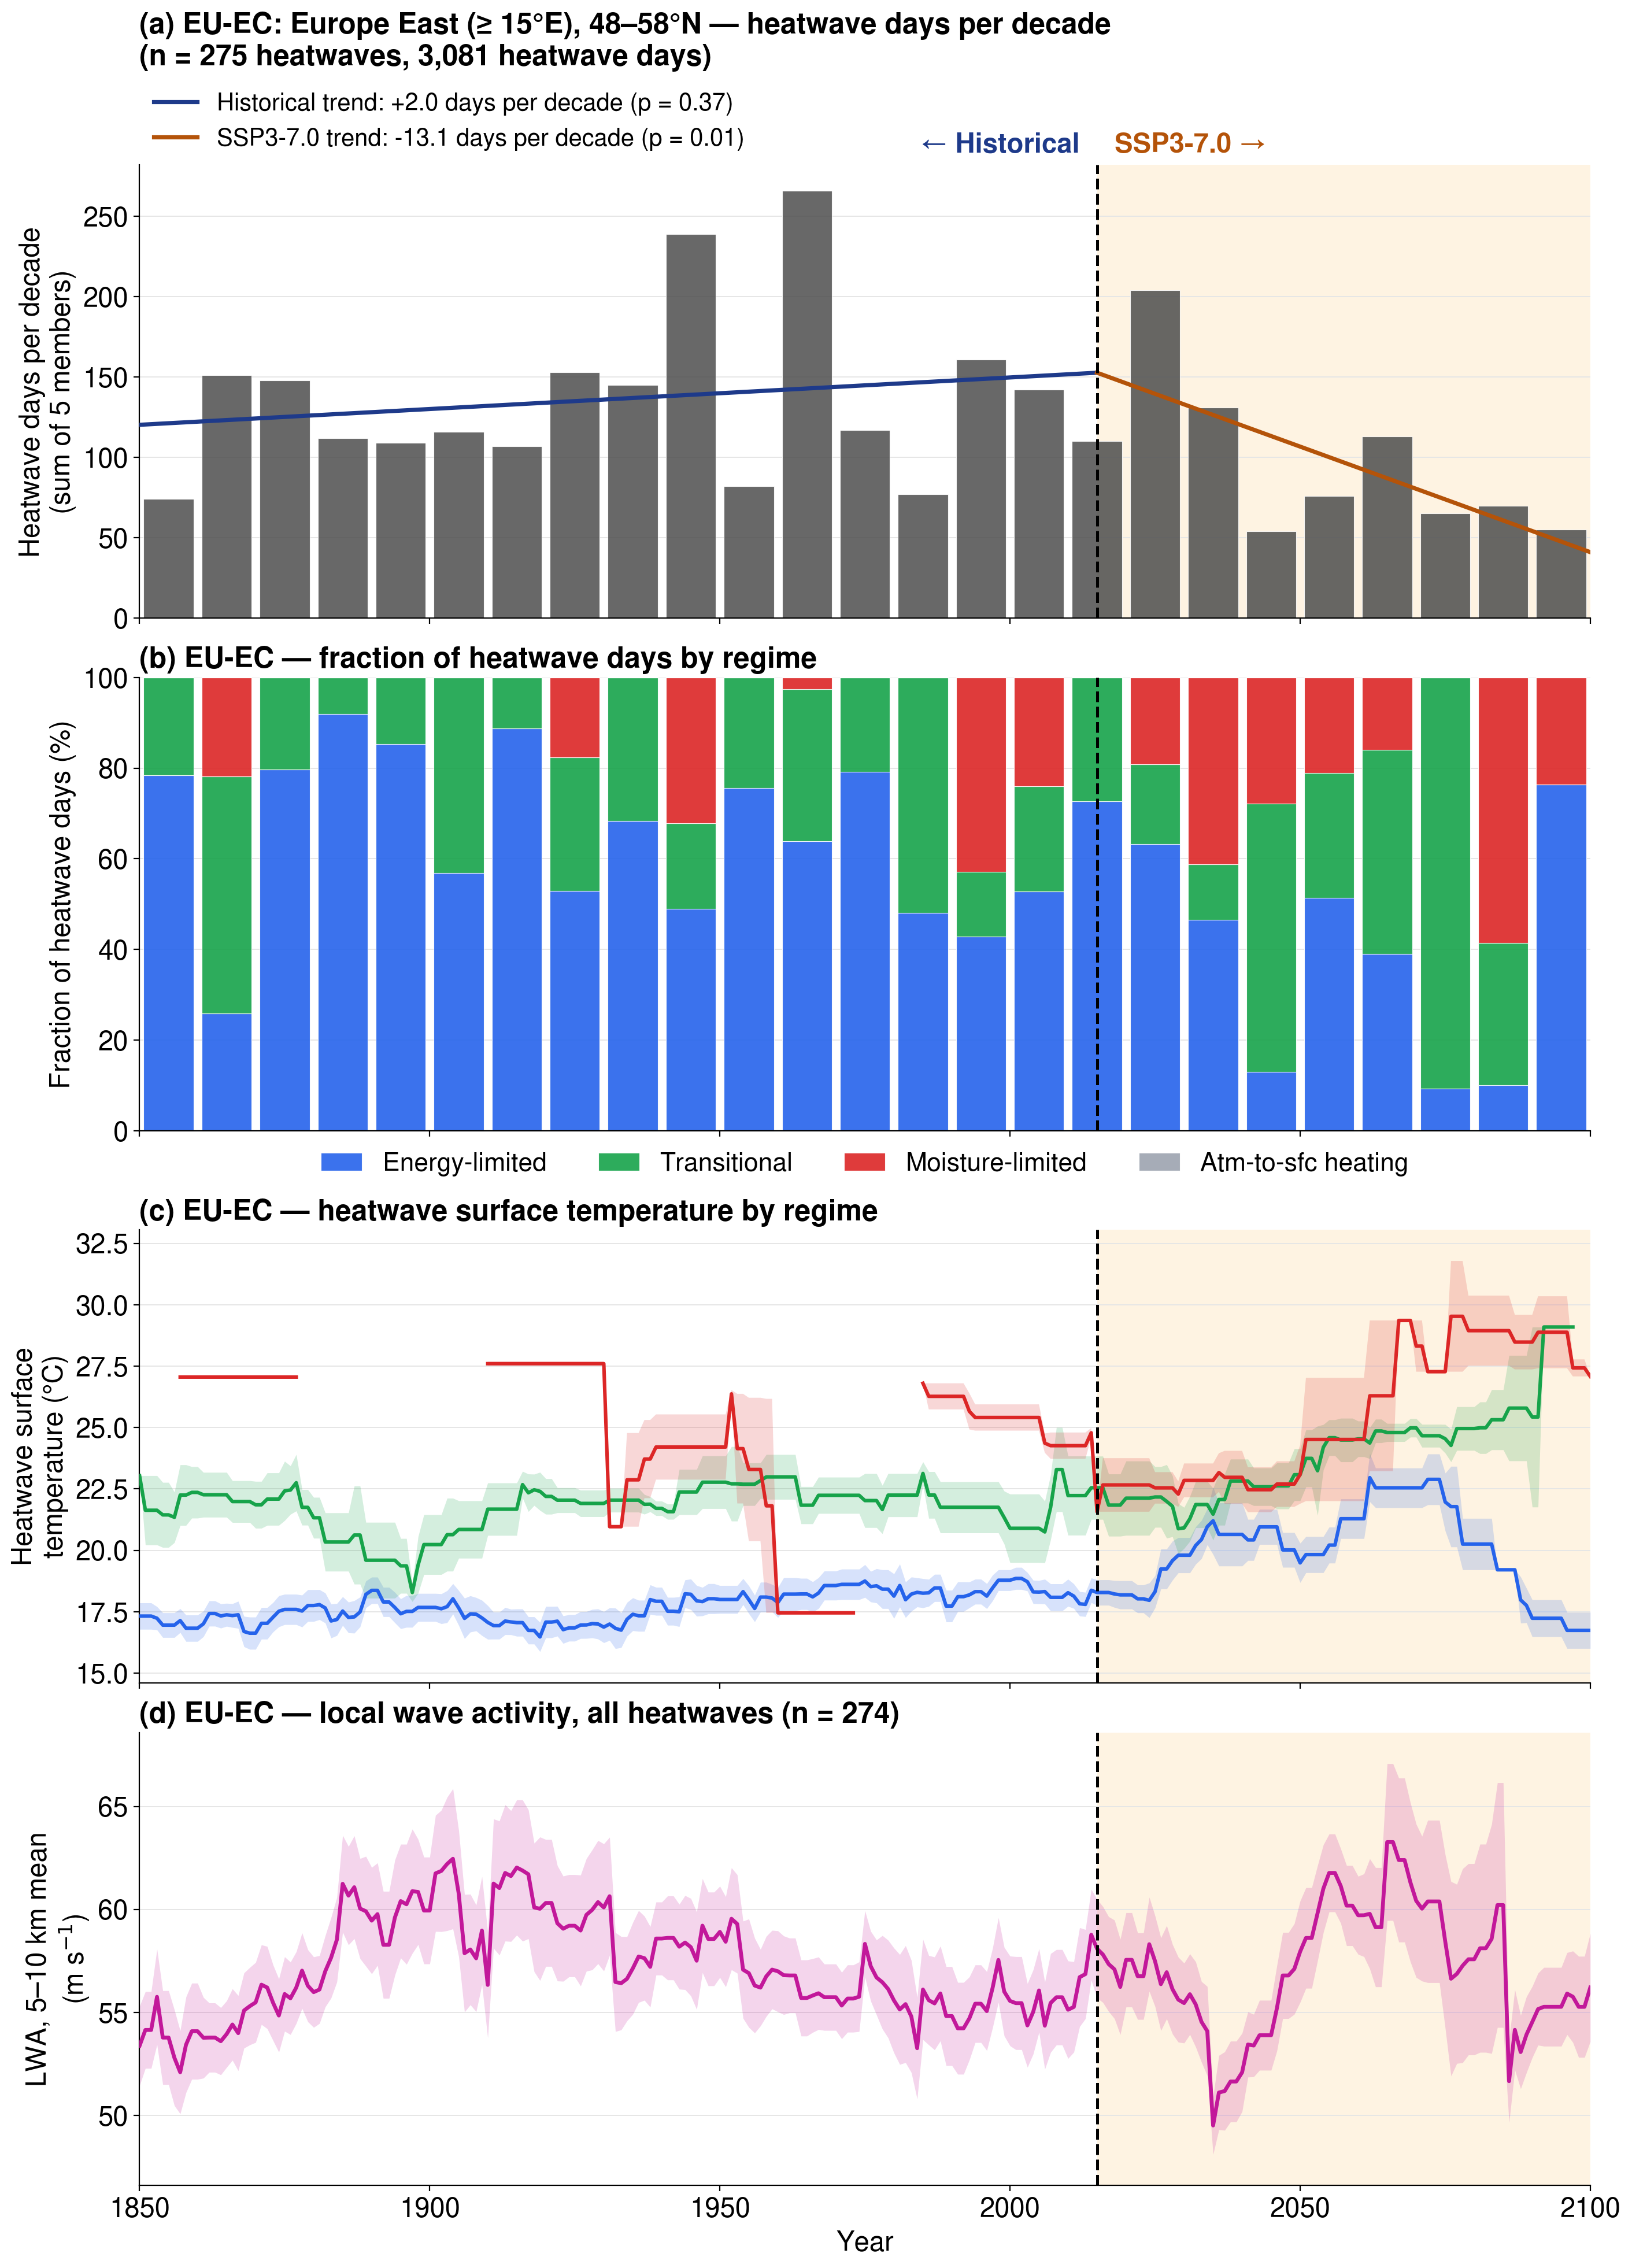 (a) EU-EC: Europe East (≥ 15°E), 48–58°N — heatwave days per decade
(n = 275 heatwaves, 3,081 heatwave days)
Historical trend: +2.0 days per decade (p = 0.37)
SSP3-7.0 trend: -13.1 days per decade (p = 0.01)
← Historical
SSP3-7.0 →
Heatwave days per decade
(sum of 5 members)
250
200
150
100
50
0
(b) EU-EC — fraction of heatwave days by regime
Fraction of heatwave days (%)
100
80
60
40
20
0
Energy-limited
Transitional
Moisture-limited
Atm-to-sfc heating
(c) EU-EC — heatwave surface temperature by regime
Heatwave surface
temperature (°C)
32.5
30.0
27.5
25.0
22.5
20.0
17.5
15.0
(d) EU-EC — local wave activity, all heatwaves (n = 274)
LWA, 5–10 km mean
(m s⁻¹)
65
60
55
50
1850
1900
1950
2000
2050
2100
Year